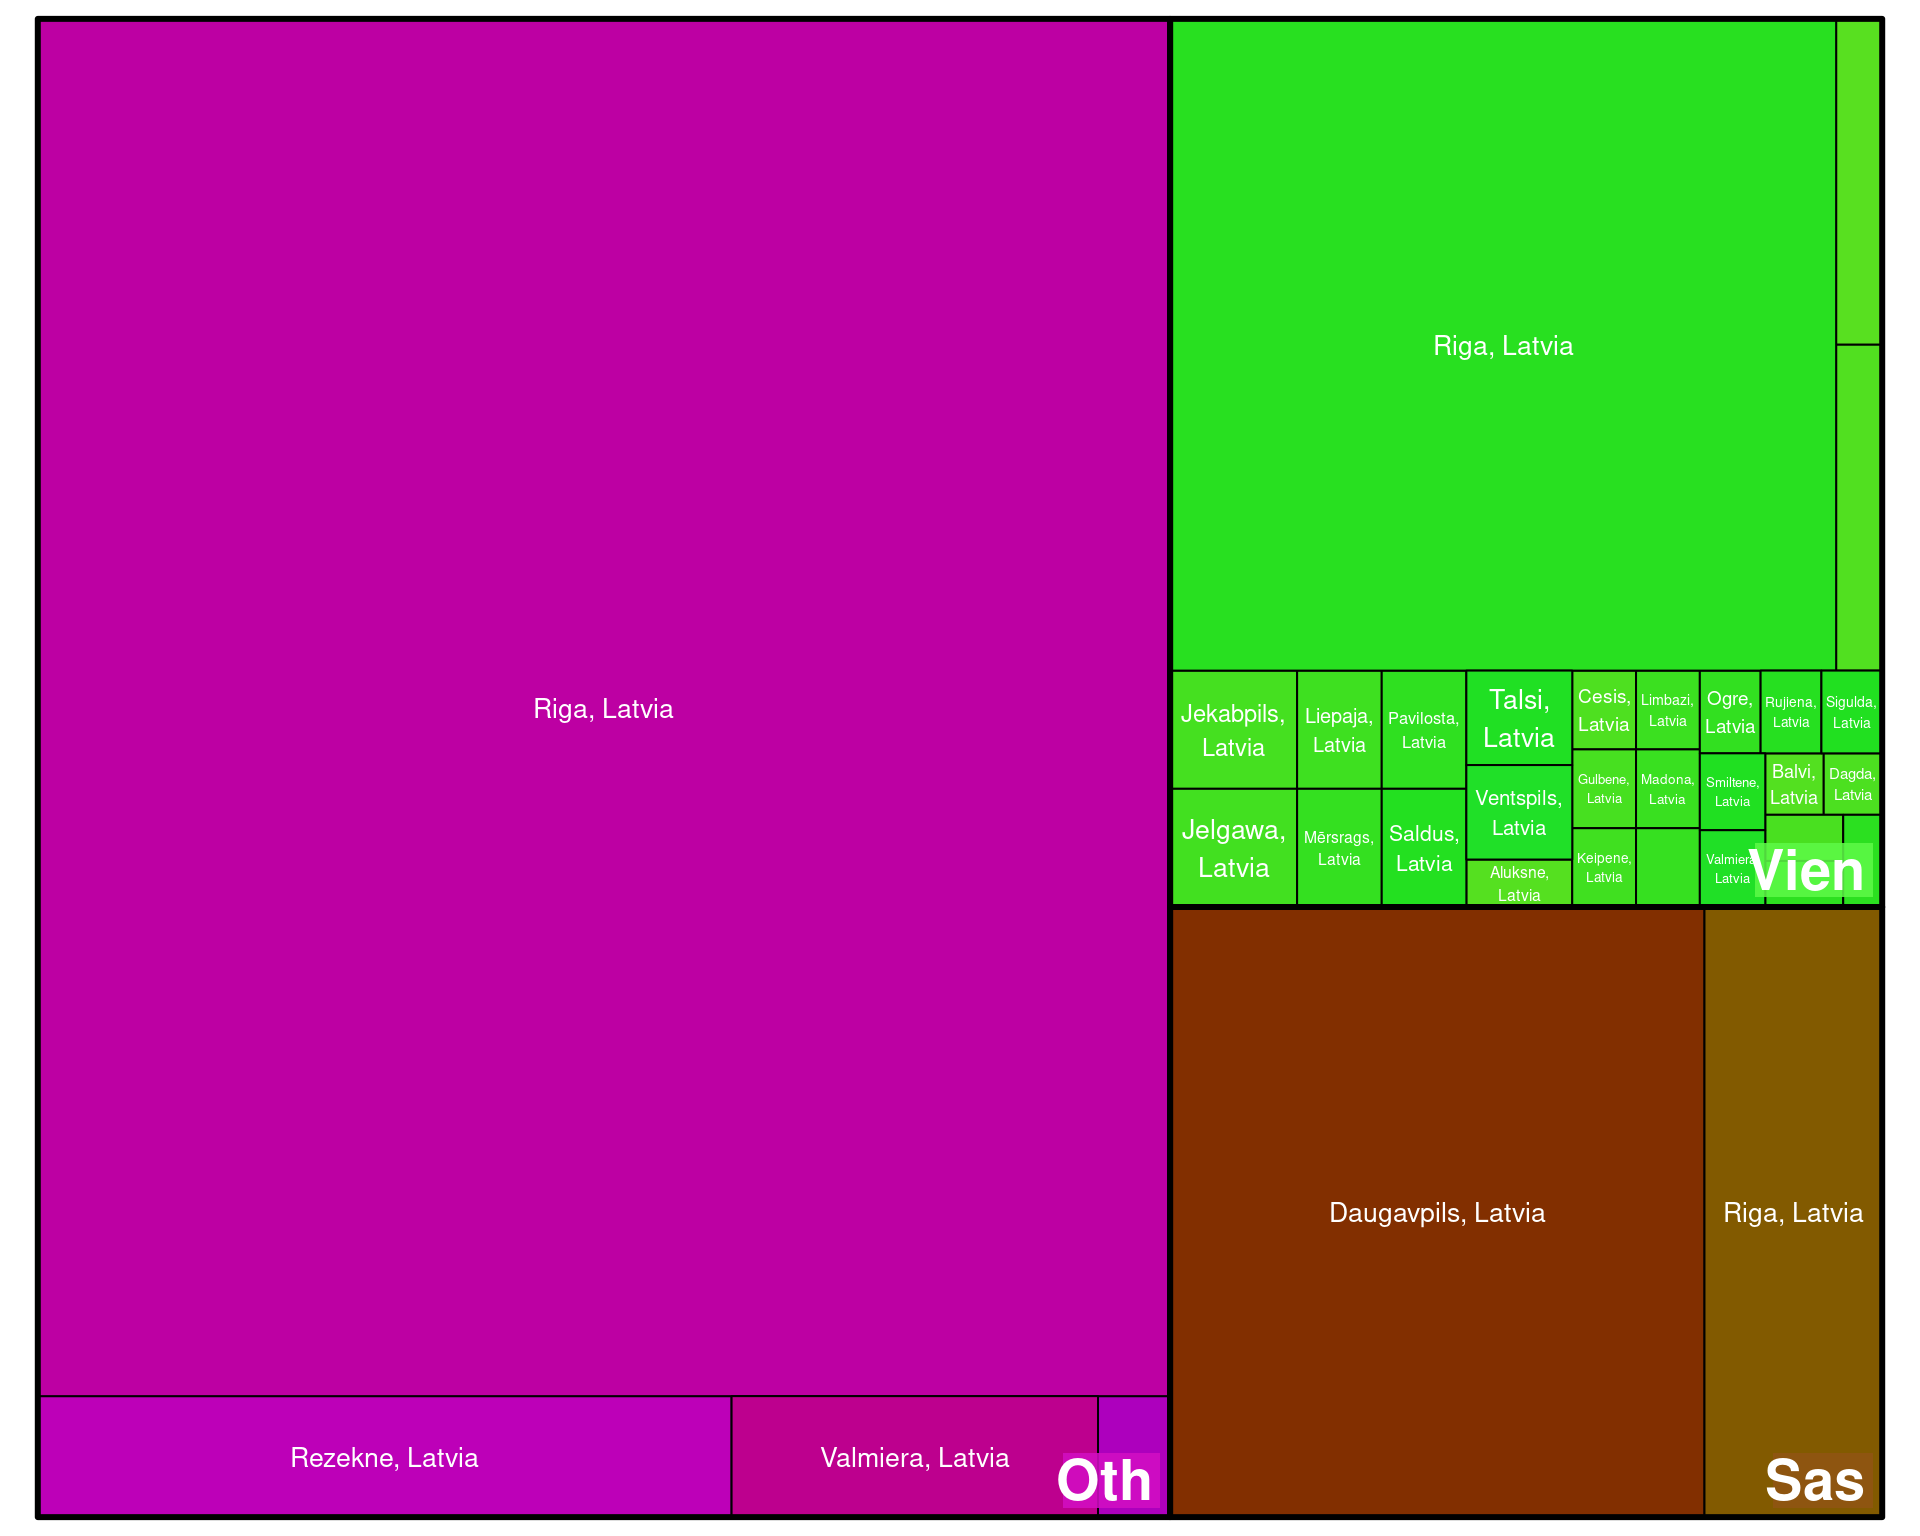 Riga, Latvia
Rezekne, Latvia
Valmiera, Latvia
Oth
Riga, Latvia
Jekabpils,
Latvia
Jelgawa,
Latvia
Liepaja,
Latvia
Mērsrags,
Latvia
Pavilosta,
Latvia
Saldus,
Latvia
Talsi,
Latvia
Ventspils,
Latvia
Aluksne,
Latvia
Cesis,
Latvia
Gulbene,
Latvia
Keipene,
Latvia
Limbazi,
Latvia
Madona,
Latvia
Ogre,
Latvia
Rujiena,
Latvia
Sigulda,
Latvia
Smiltene,
Latvia
Valmiera
Latvia
Balvi,
Latvia
Dagda,
Latvia
Vien
Daugavpils, Latvia
Riga, Latvia
Sas